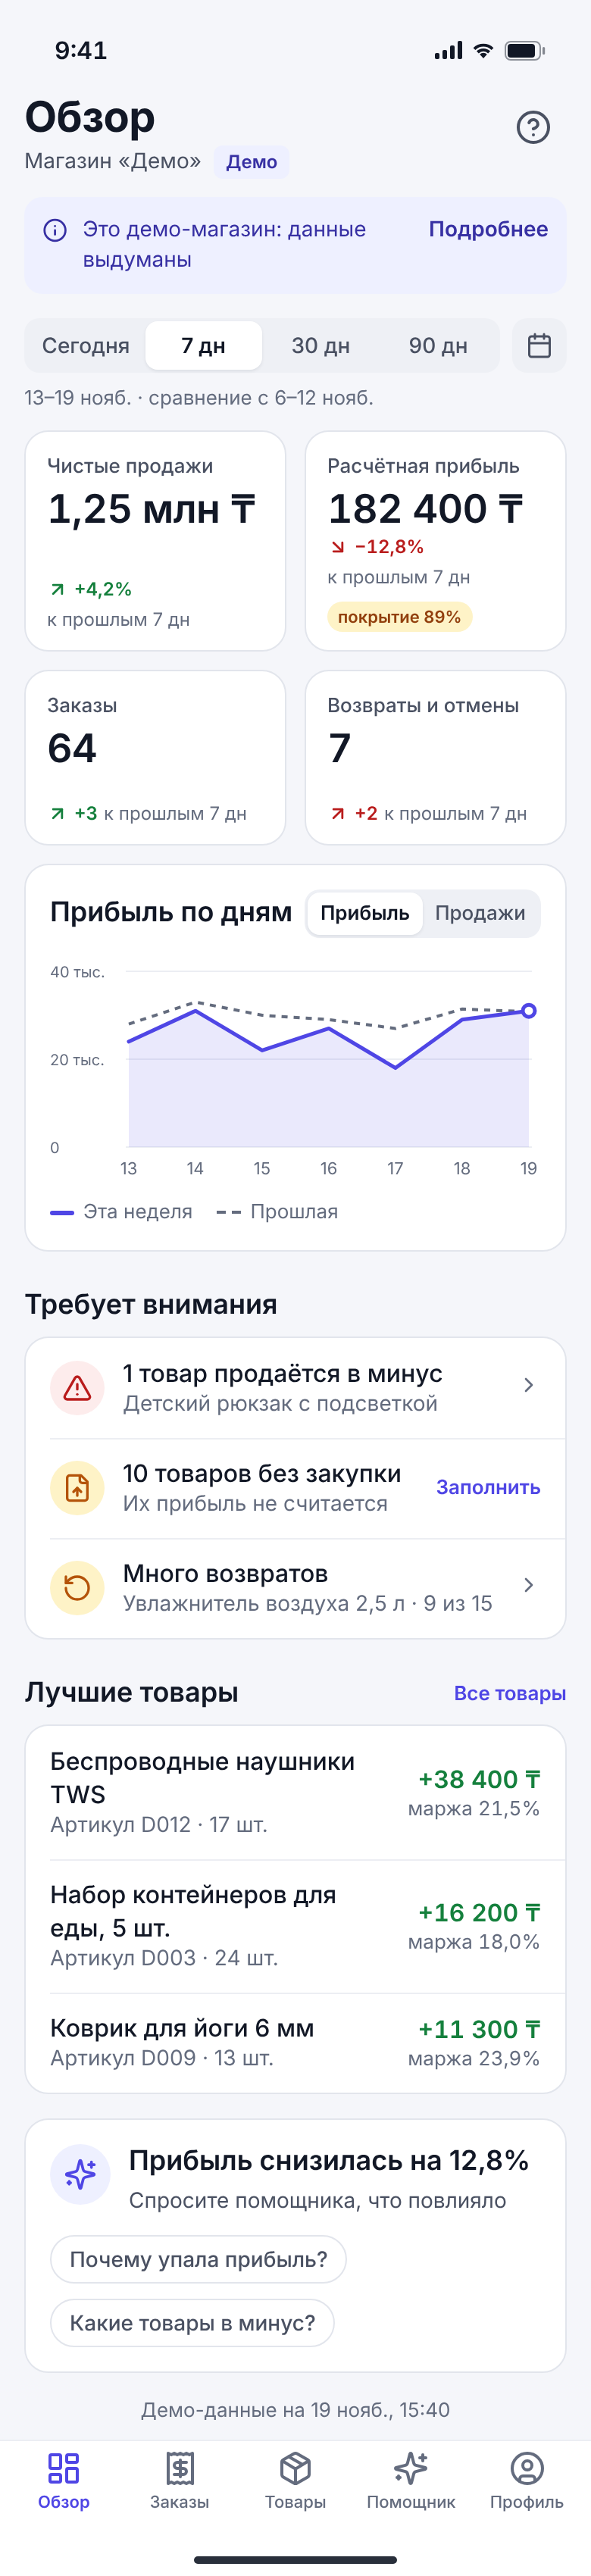 9:41
Обзор
Магазин «Демо» Демо
Это демо-магазин: данные выдуманы
Подробнее
Сегодня 7 дн 30 дн 90 дн
13–19 нояб. · сравнение с 6–12 нояб.
Чистые продажи
1,25 млн ₸
+4,2%
к прошлым 7 дн
Расчётная прибыль
182 400 ₸
−12,8%
к прошлым 7 дн
покрытие 89%
Заказы
64
+3 к прошлым 7 дн
Возвраты и отмены
7
+2 к прошлым 7 дн
Прибыль по дням Прибыль Продажи
40 тыс.
20 тыс.
0
13 14 15 16 17 18 19
Эта неделя Прошлая
Требует внимания
1 товар продаётся в минус
Детский рюкзак с подсветкой
10 товаров без закупки
Их прибыль не считается
Заполнить
Много возвратов
Увлажнитель воздуха 2,5 л · 9 из 15
Лучшие товары Все товары
Беспроводные наушники
TWS
Артикул D012 · 17 шт.
+38 400 ₸
маржа 21,5%
Набор контейнеров для
еды, 5 шт.
Артикул D003 · 24 шт.
+16 200 ₸
маржа 18,0%
Коврик для йоги 6 мм
Артикул D009 · 13 шт.
+11 300 ₸
маржа 23,9%
Прибыль снизилась на 12,8%
Спросите помощника, что повлияло
Почему упала прибыль?
Какие товары в минус?
Демо-данные на 19 нояб., 15:40
Обзор Заказы Товары Помощник Профиль